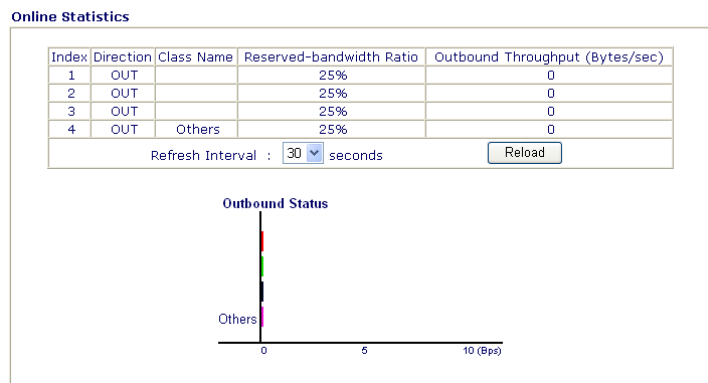 Online Statistics
Index Direction Class Name Reserved-bandwidth Ratio Outbound Throughput (Bytes/sec)
1 OUT 25% 0
2 OUT 25% 0
3 OUT 25% 0
4 OUT Others 25% 0
Refresh Interval : 30 seconds Reload
Outbound Status
Others
0 5 10 (Bps)